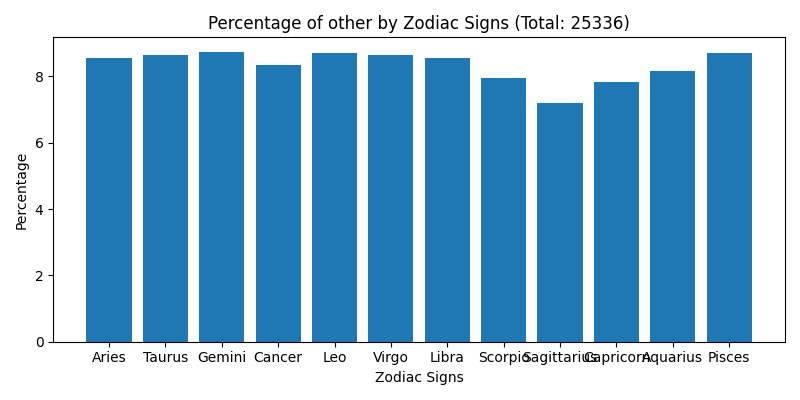 Percentage of other by Zodiac Signs (Total: 25336)
8
6
4
2
0
Percentage
Aries Taurus Gemini Cancer Leo Virgo Libra Scorpio Sagittarius Capricorn Aquarius Pisces
Zodiac Signs